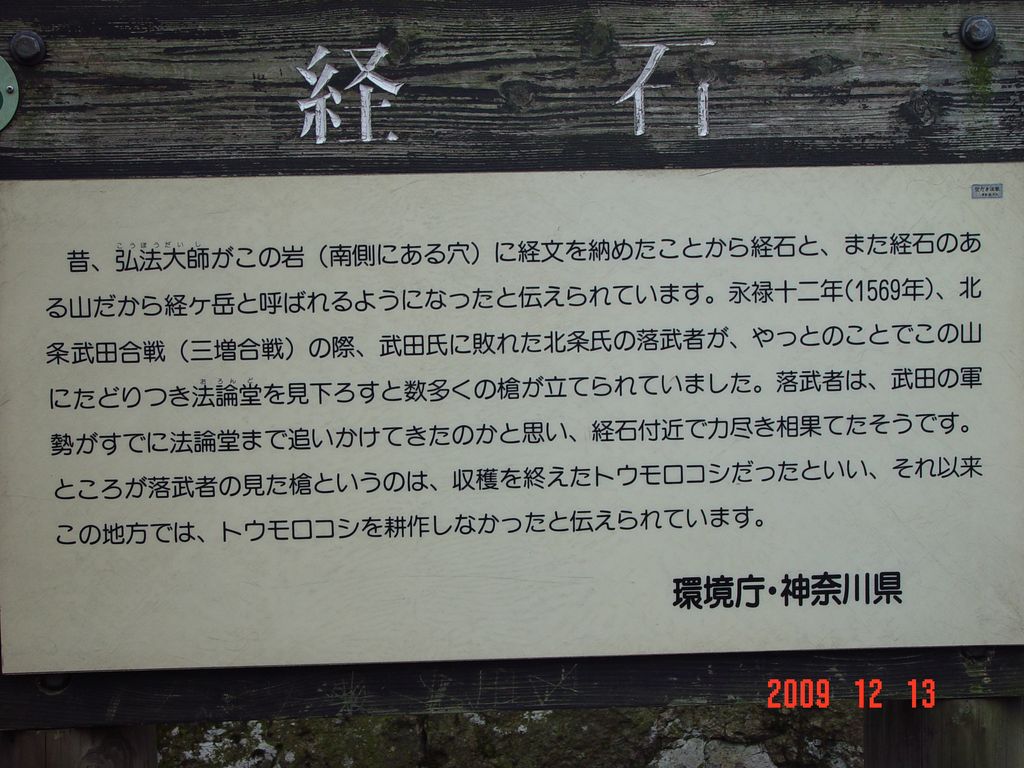 経 石
昔、弘法大師がこの岩（南側にある穴）に経文を納めたことから経石と、また経石のあ
る山だから経ヶ岳と呼ばれるようになったと伝えられています。永禄十二年(1569年)、北
条武田合戦（三増合戦）の際、武田氏に敗れた北条氏の落武者が、やっとのことでこの山
にたどりつき法論堂を見下ろすと数多くの槍が立てられていました。落武者は、武田の軍
勢がすでに法論堂まで追いかけてきたのかと思い、経石付近で力尽き相果てたそうです。
ところが落武者の見た槍というのは、収穫を終えたトウモロコシだったといい、それ以来
この地方では、トウモロコシを耕作しなかったと伝えられています。
環境庁・神奈川県
2009 12 13